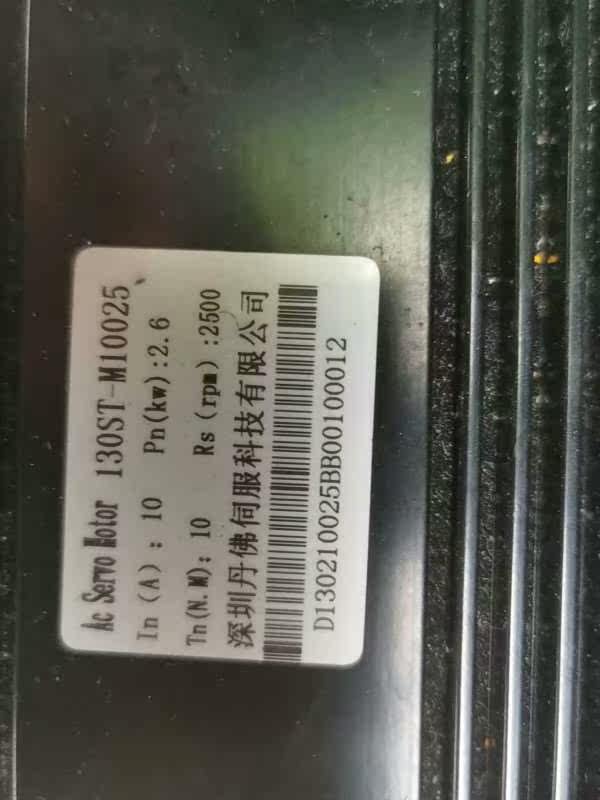 Ac Servo Motor 130ST-M10025
In(A): 10 Pn(kw):2.6
Tn(N.M): 10 Rs(rpm):2500
深圳丹佛伺服科技有限公司
D130210025BB00100012